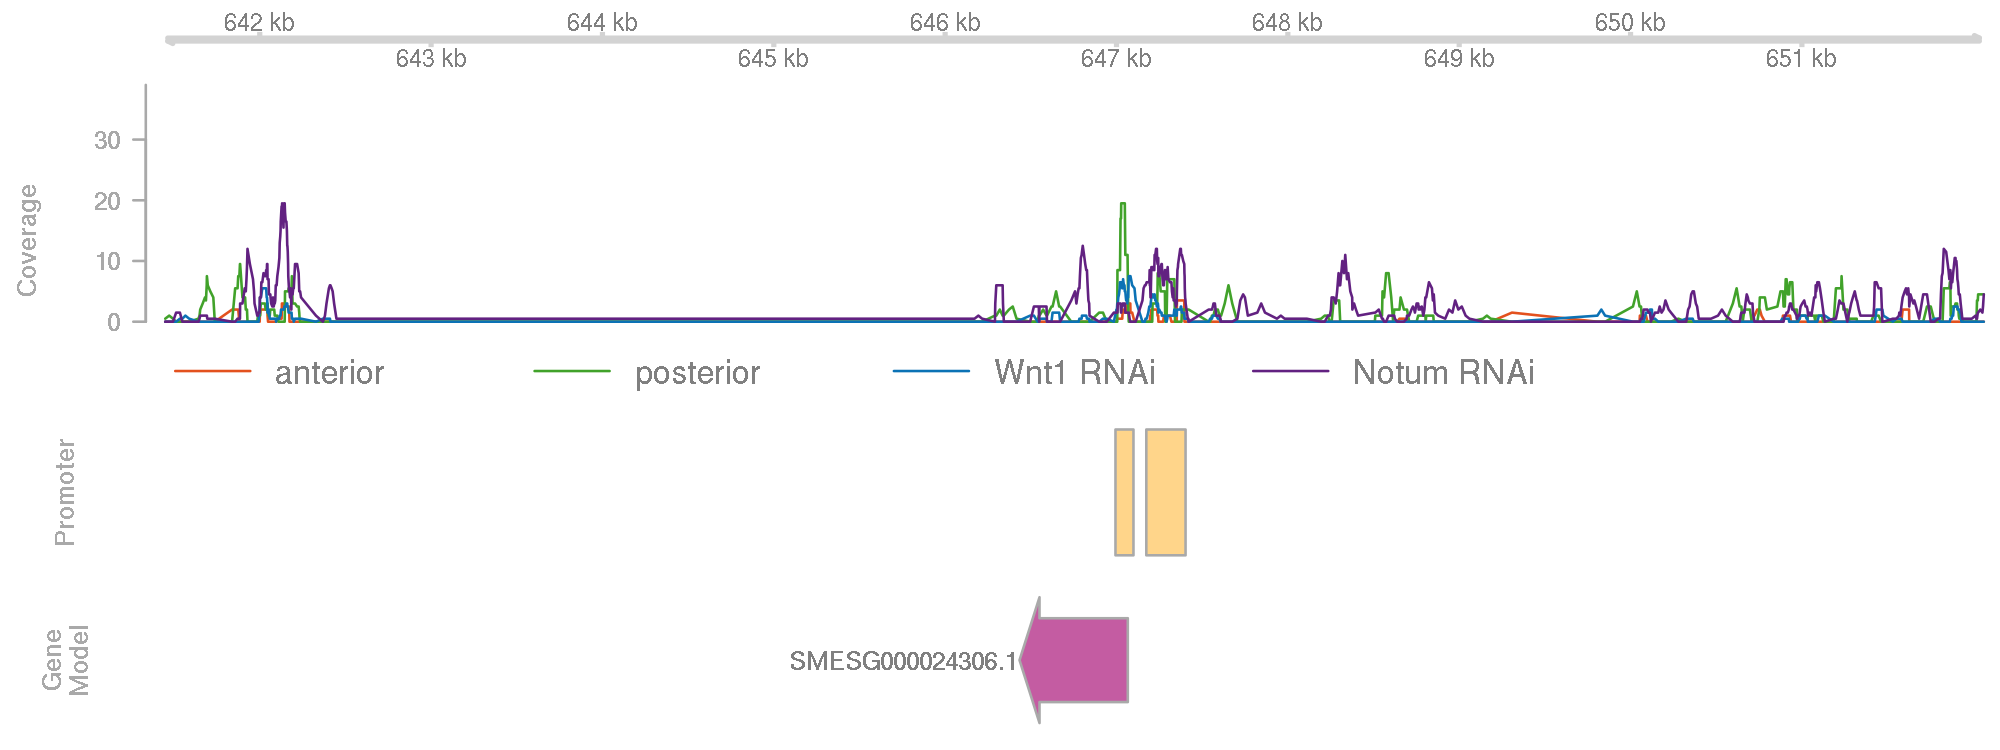 642 kb 644 kb 646 kb 648 kb 650 kb
643 kb 645 kb 647 kb 649 kb 651 kb
Coverage
30
20
10
0
anterior posterior Wnt1 RNAi Notum RNAi
Promoter
Gene
Model
SMESG000024306.1